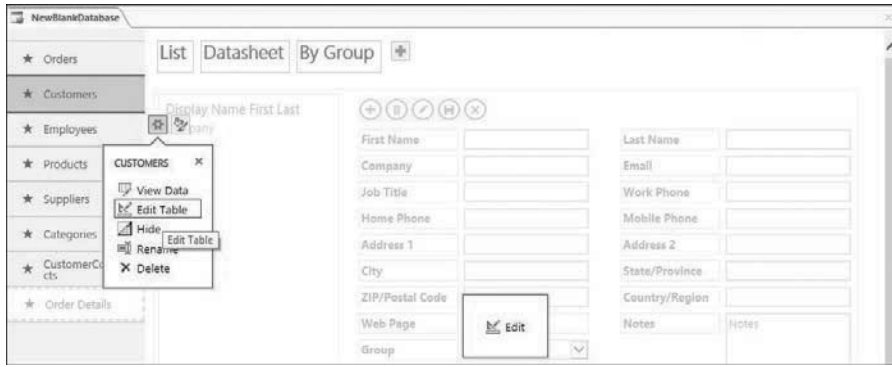 NewBlankDatabase
Orders
Customers
Employees
Products
Suppliers
Categories
CustomerCo
cts
Order Details
List Datasheet By Group
Display Name First Last
pany
CUSTOMERS
View Data
Edit Table
Hide
Edit Table
Rename
Delete
First Name
Last Name
Company
Email
Job Title
Work Phone
Home Phone
Mobile Phone
Address 1
Address 2
City
State/Province
ZIP/Postal Code
Country/Region
Web Page
Notes
Notes
Group
Edit